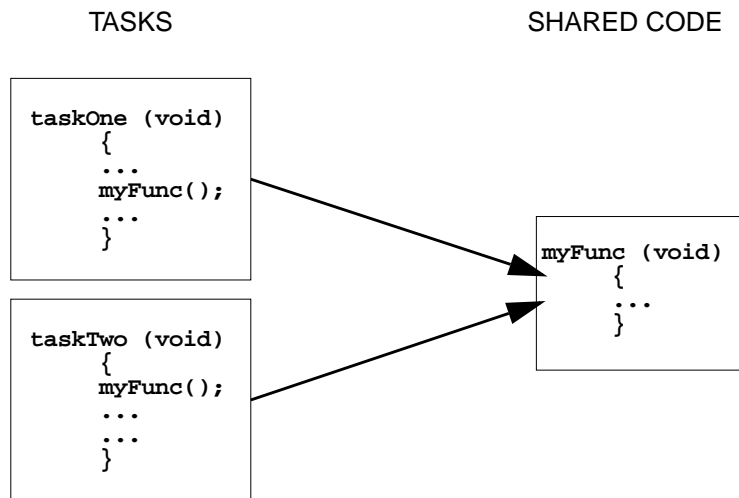 TASKS
SHARED CODE
taskOne (void)
{
...
myFunc();
...
}
taskTwo (void)
{
myFunc();
...
...
}
myFunc (void)
{
...
}